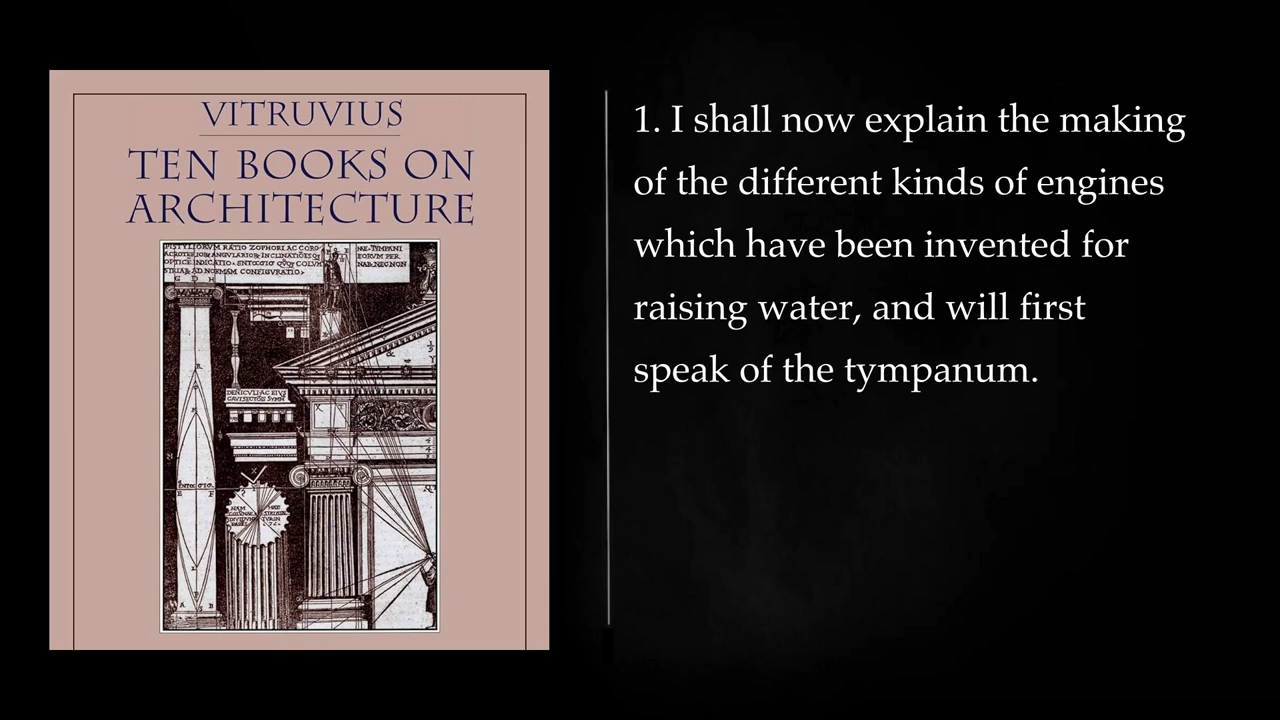 VITRUVIUS
TEN BOOKS ON
ARCHITECTURE
1. I shall now explain the making
of the different kinds of engines
which have been invented for
raising water, and will first
speak of the tympanum.